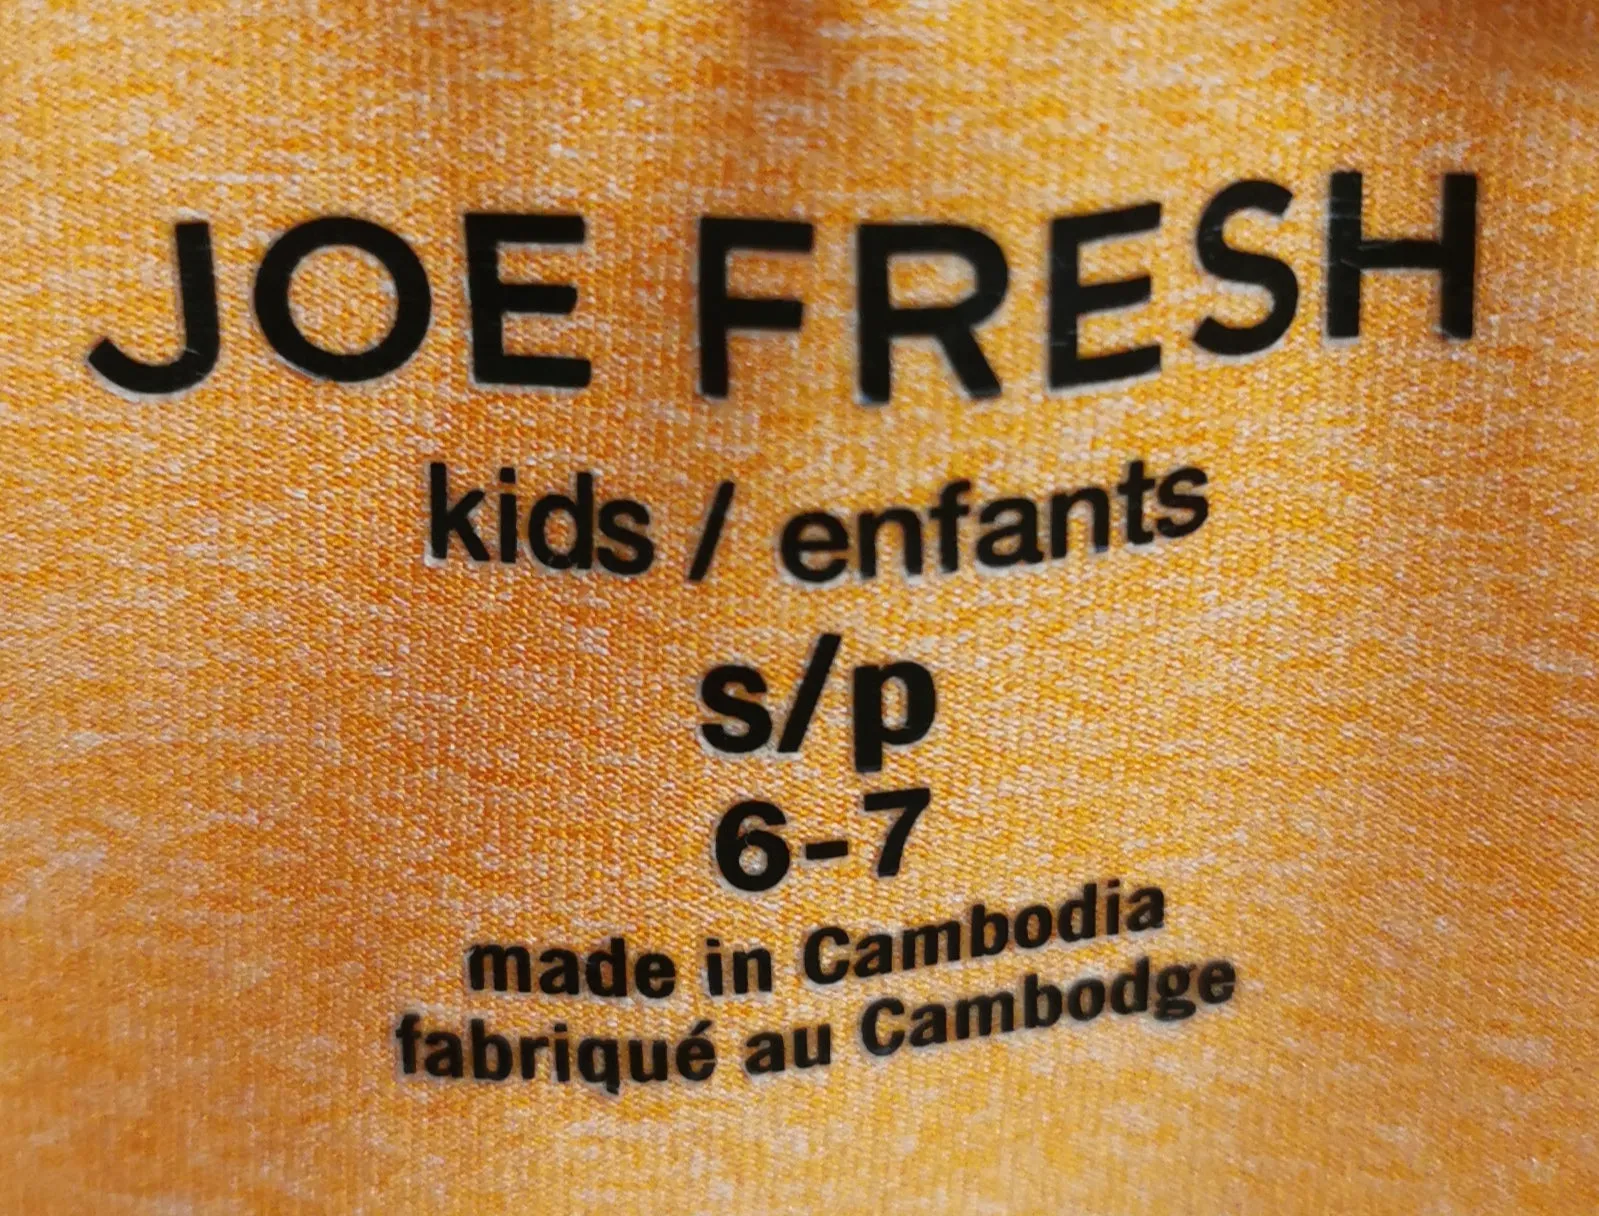 JOE FRESH
kids / enfants
s/p
6-7
made in Cambodia
fabriqué au Cambodge